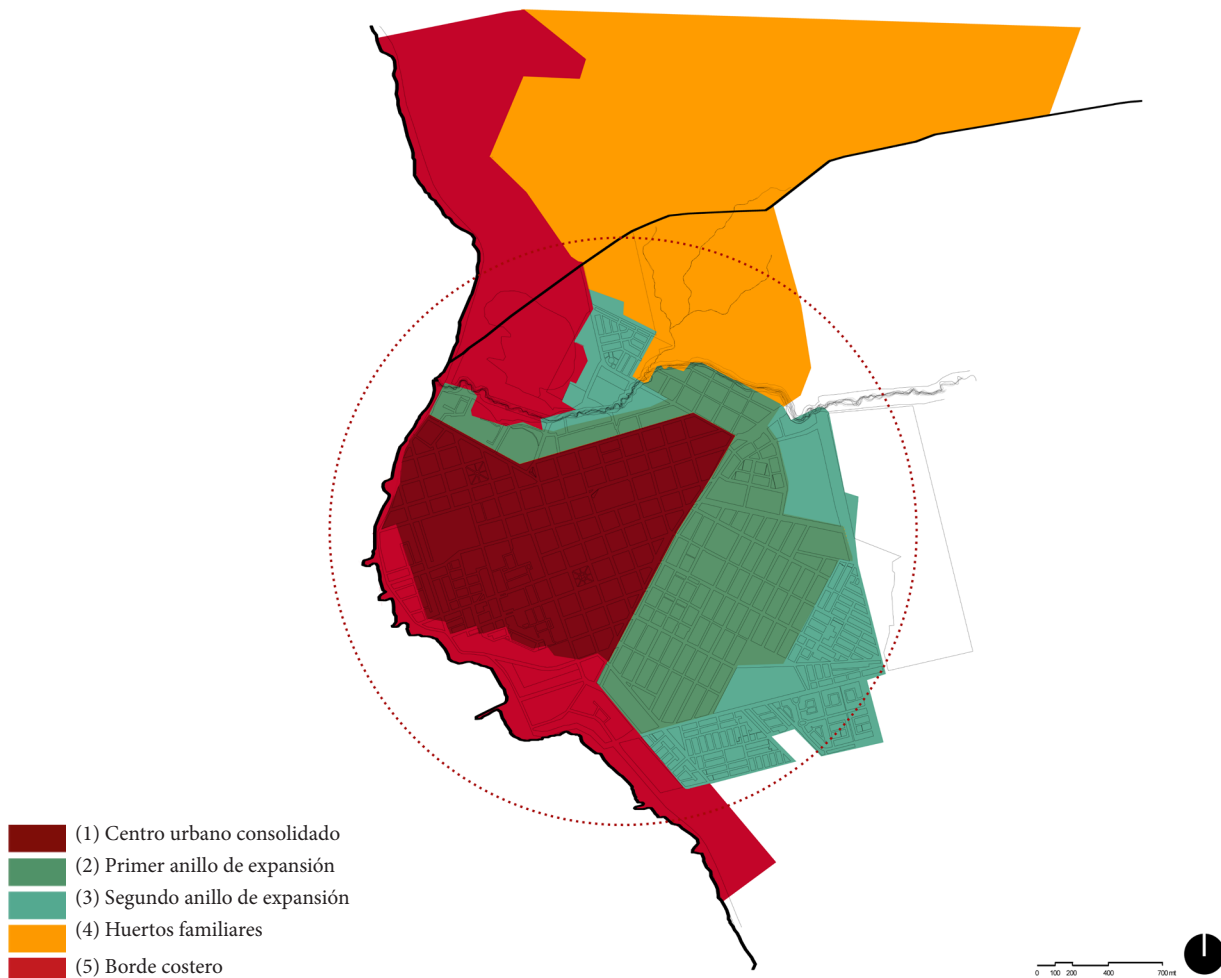 (1) Centro urbano consolidado
(2) Primer anillo de expansión
(3) Segundo anillo de expansión
(4) Huertos familiares
(5) Borde costero
0 100 200 400 700 mt